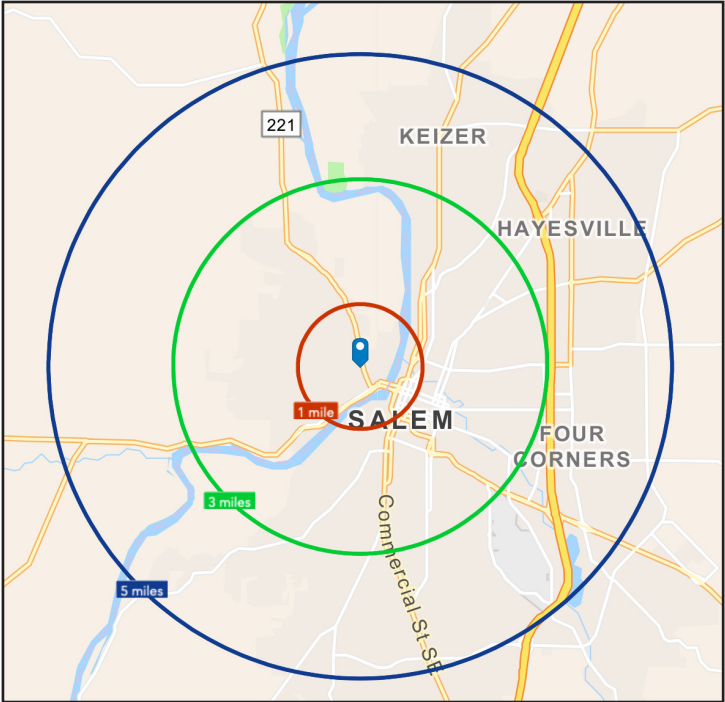 221
KEIZER
HAYESVILLE
1 mile
SALEM
FOUR
CORNERS
3 miles
Commercial St SE
5 miles